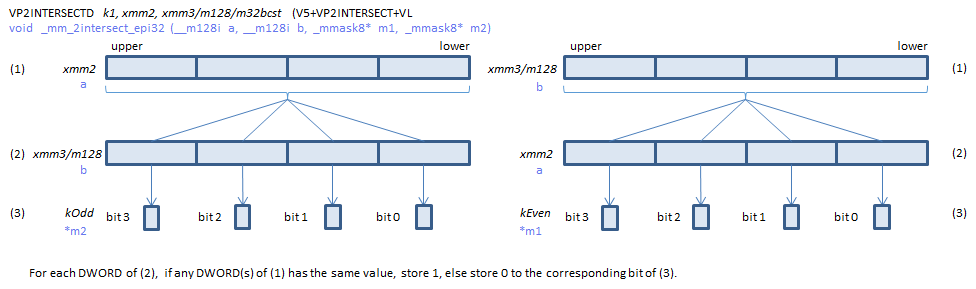 VP2INTERSECTD k1, xmm2, xmm3/m128/m32bcst (V5+VP2INTERSECT+VL
void _mm_2intersect_epi32 (__m128i a, __m128i b, _mmask8* m1, _mmask8* m2)
upper lower upper lower
(1) xmm2 xmm3/m128 (1)
a b
(2) xmm3/m128 xmm2 (2)
b a
(3) kOdd bit 3 bit 2 bit 1 bit 0 kEven bit 3 bit 2 bit 1 bit 0 (3)
*m2 *m1
For each DWORD of (2), if any DWORD(s) of (1) has the same value, store 1, else store 0 to the corresponding bit of (3).